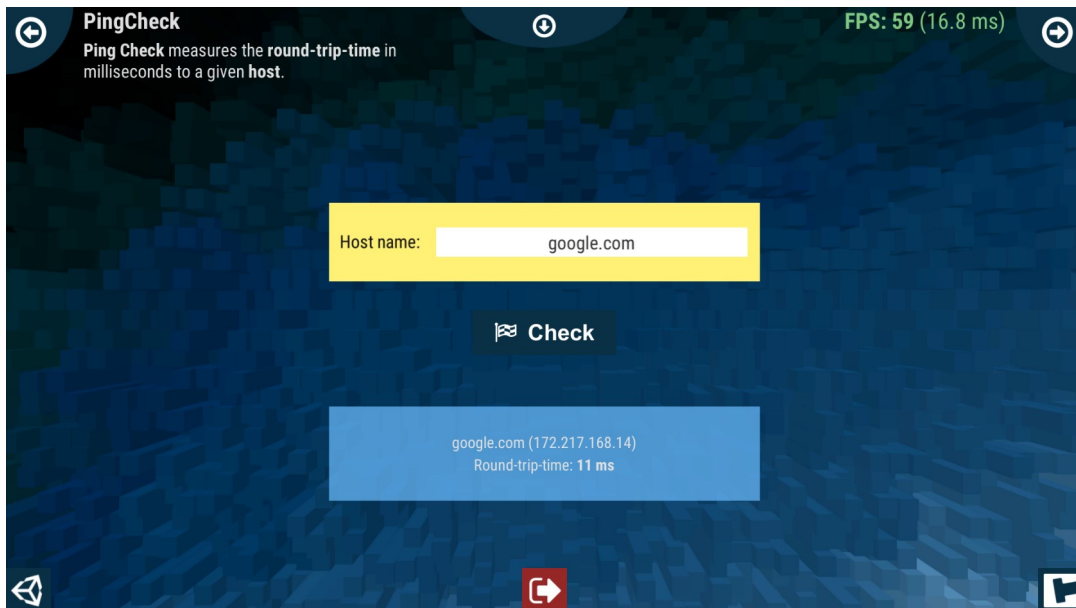 PingCheck
Ping Check measures the round-trip-time in
milliseconds to a given host.
FPS: 59 (16.8 ms)
Host name:
google.com
Check
google.com (172.217.168.14)
Round-trip-time: 11 ms